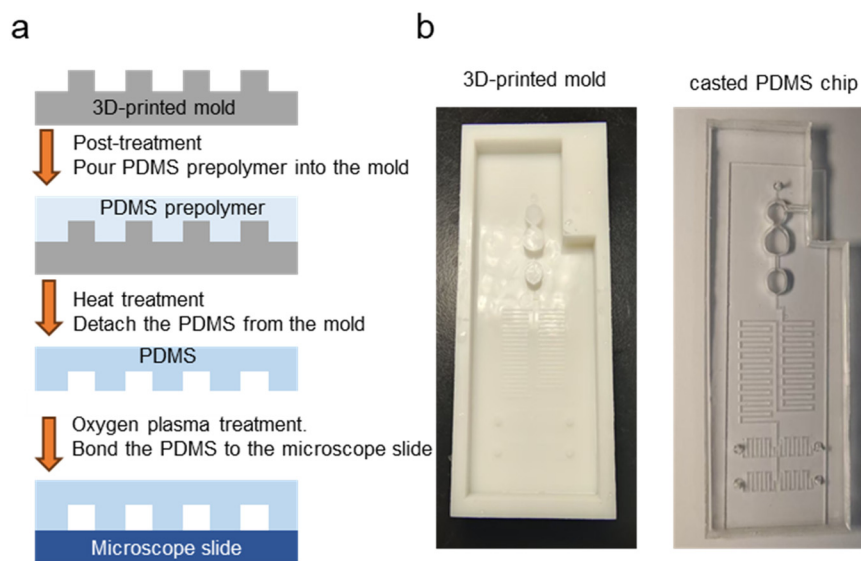 a
3D-printed mold
Post-treatment
Pour PDMS prepolymer into the mold
PDMS prepolymer
Heat treatment
Detach the PDMS from the mold
PDMS
Oxygen plasma treatment.
Bond the PDMS to the microscope slide
Microscope slide
b
3D-printed mold
casted PDMS chip